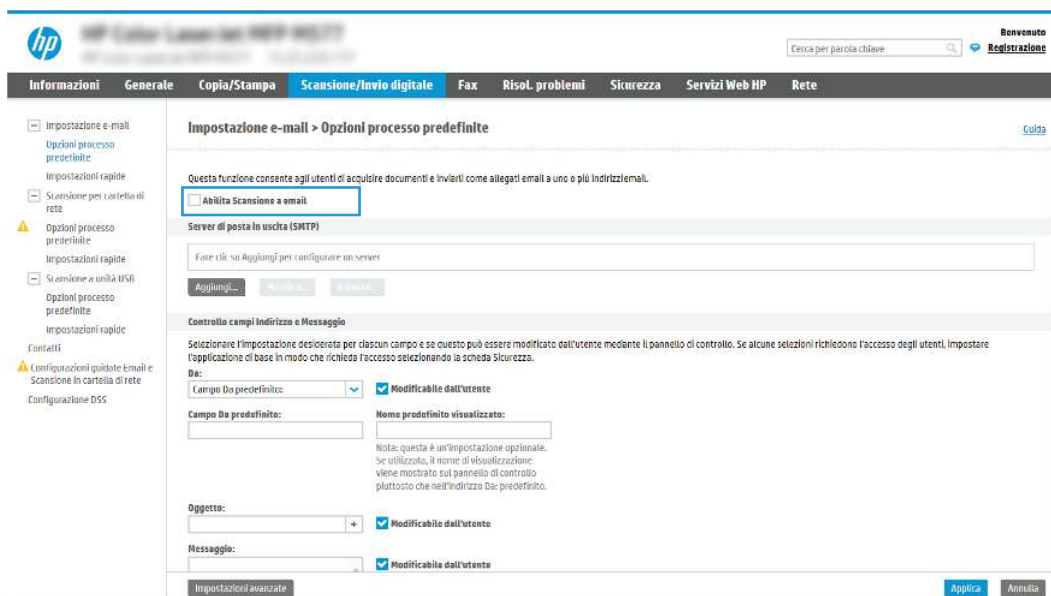 Benvenuto
hp
Cerca per parola chiave
Registrazione
Informazioni Generale Copia/Stampa Scansione/Invio digitale Fax Risol. problemi Sicurezza Servizi Web HP Rete
Impostazione e-mail
Opzioni processo
predefinite
Impostazioni rapide
Scansione per cartella di
rete
Opzioni processo
predefinite
Impostazioni rapide
Scansione a unità USB
Opzioni processo
predefinite
Impostazioni rapide
Contatti
Configurazioni guidate Email e
Scansione in cartella di rete
Configurazione DSS
Impostazione e-mail > Opzioni processo predefinite
Guida
Questa funzione consente agli utenti di acquisire documenti e inviarli come allegati email a uno o più indirizziemail.
Abilita Scansione a email
Server di posta in uscita (SMTP)
Fare clic su Aggiungi per configurare un server
Aggiungi...
Controllo campi Indirizzo e Messaggio
Selezionare l'impostazione desiderata per ciascun campo e se questo può essere modificato dall'utente mediante il pannello di controllo. Se alcune selezioni richiedono l'accesso degli utenti, impostare
l'applicazione di base in modo che richieda l'accesso selezionando la scheda Sicurezza.
Da:
Campo Da predefinito: Modificabile dall'utente
Campo Da predefinito: Nome predefinito visualizzato:
Nota: questa è un'impostazione opzionale.
Se utilizzata, il nome di visualizzazione
viene mostrato sul pannello di controllo
piuttosto che nell'indirizzo Da: predefinito.
Oggetto:
Modificabile dall'utente
Messaggio:
Modificabile dall'utente
Impostazioni avanzate
Applica Annulla